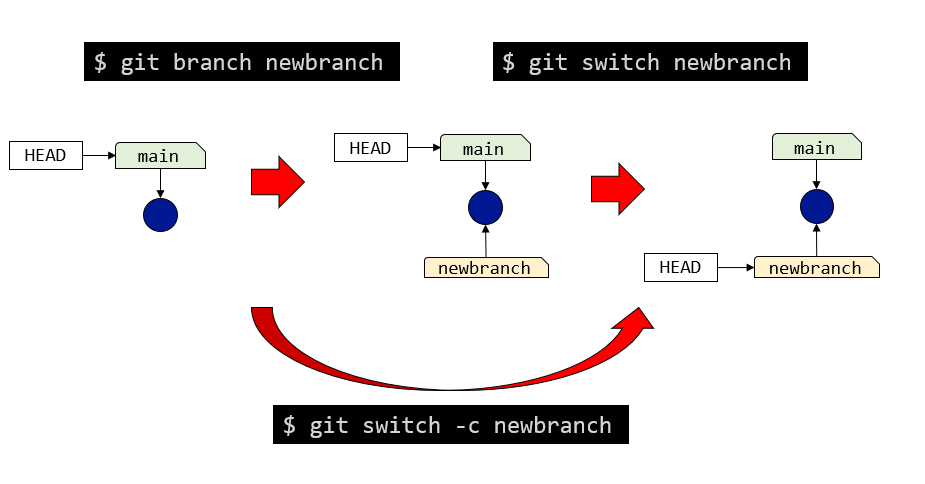 $ git branch newbranch
$ git switch newbranch
HEAD
main
HEAD
main
newbranch
main
HEAD
newbranch
$ git switch -c newbranch